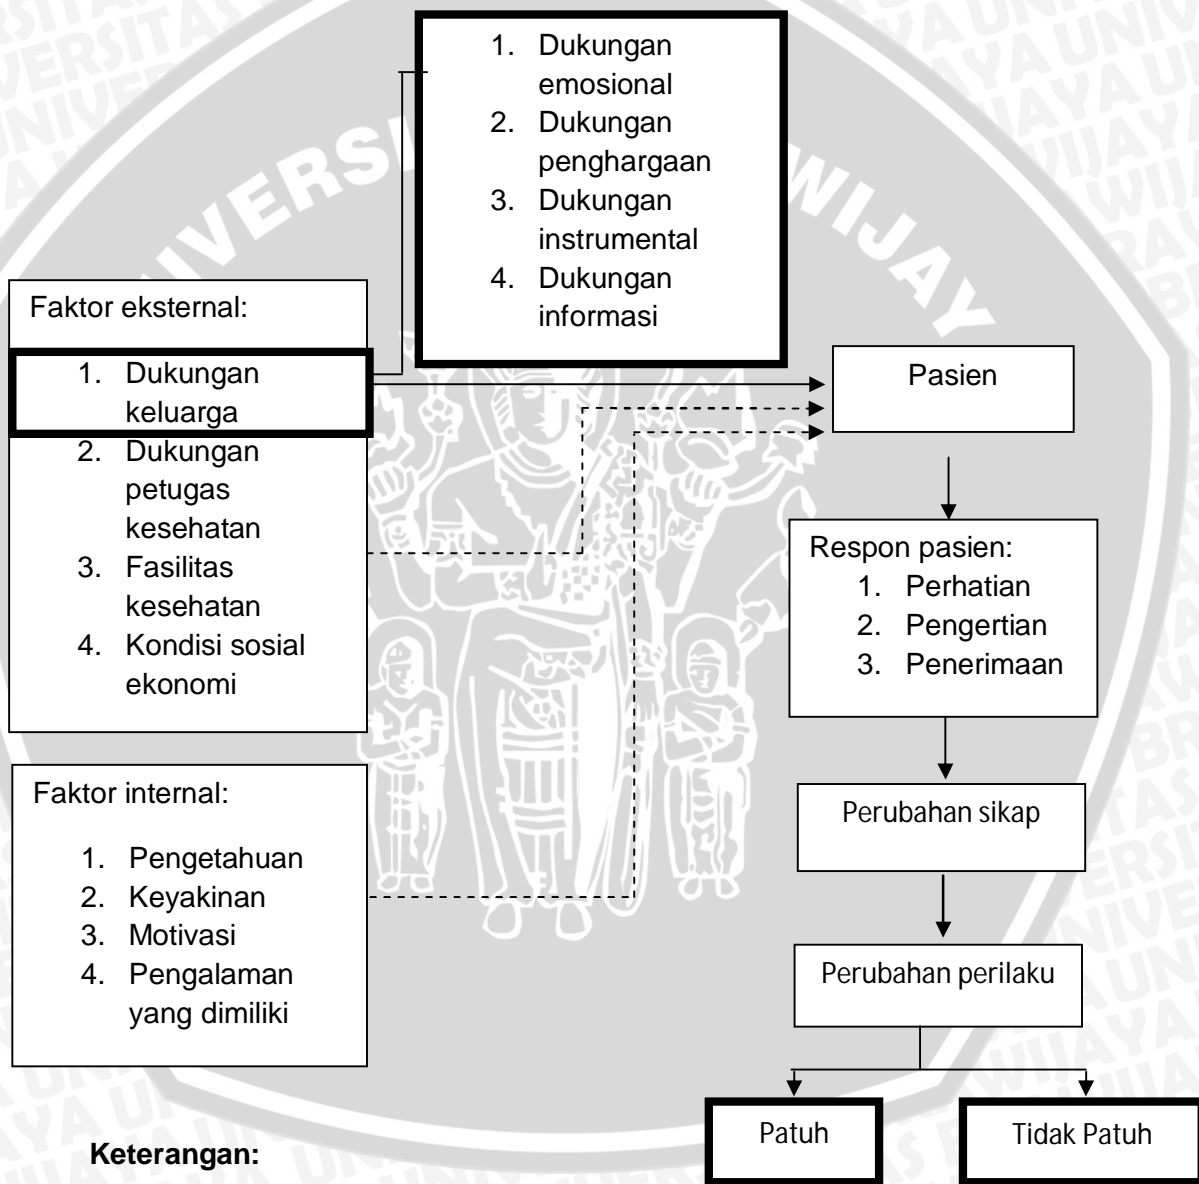 1. Dukungan
emosional
2. Dukungan
penghargaan
3. Dukungan
instrumental
4. Dukungan
informasi
Faktor eksternal:
1. Dukungan
keluarga
2. Dukungan
petugas
kesehatan
3. Fasilitas
kesehatan
4. Kondisi sosial
ekonomi
Faktor internal:
1. Pengetahuan
2. Keyakinan
3. Motivasi
4. Pengalaman
yang dimiliki
Pasien
Respon pasien:
1. Perhatian
2. Pengertian
3. Penerimaan
Perubahan sikap
Perubahan perilaku
Patuh
Tidak Patuh
Keterangan: